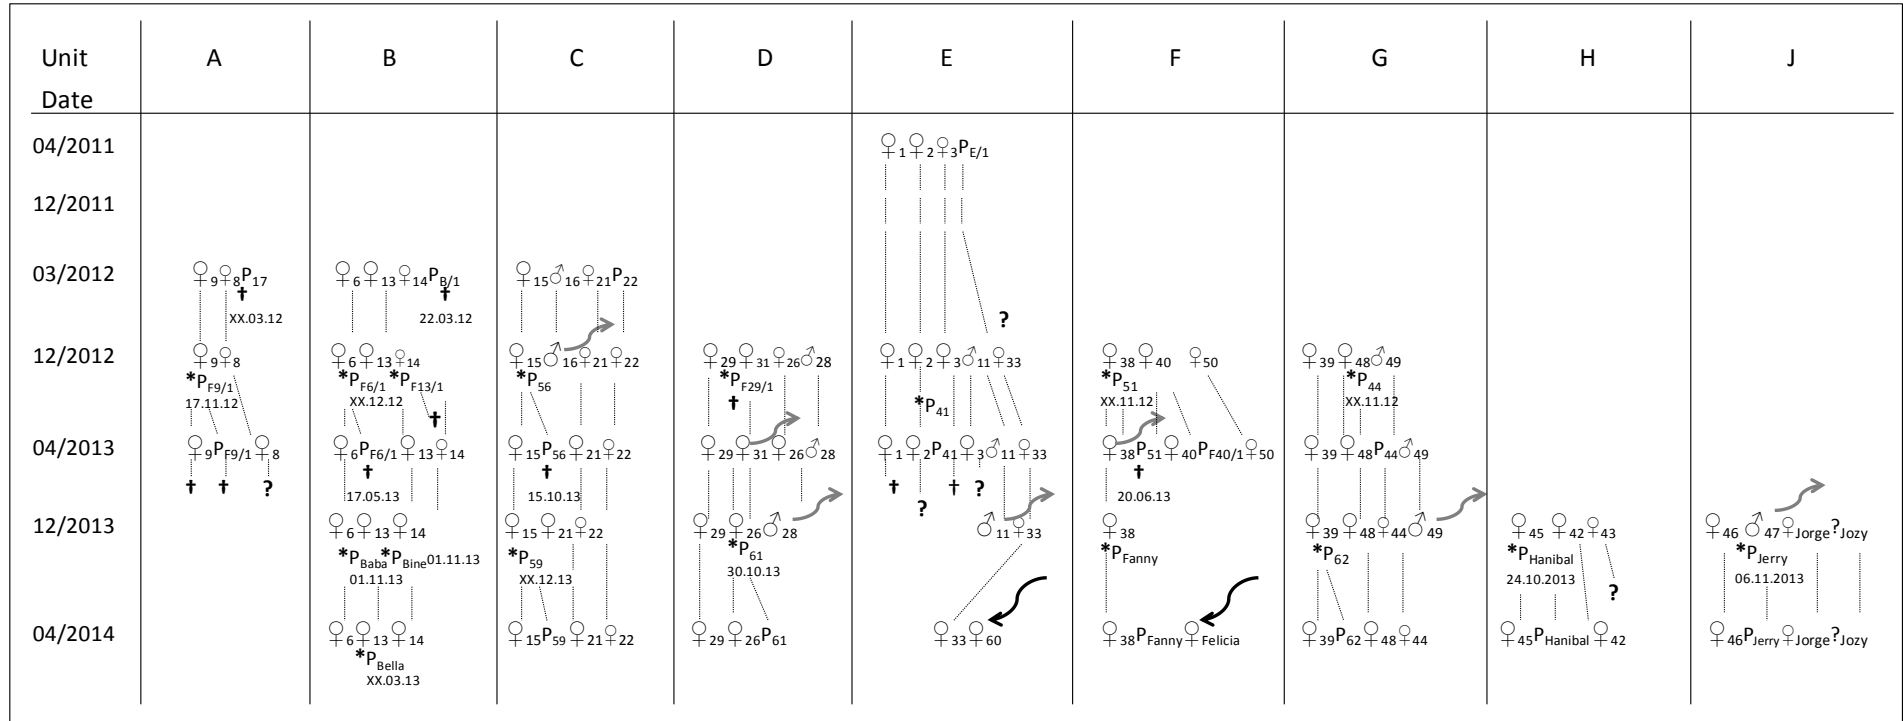 Unit A B C D E F G H J
Date
04/2011 ♀1 ♀2 ♀3 PE/1
12/2011
03/2012 ♀9 ♀8 P17 ♀6 ♀13 ♀14 PB/1 ♀15 ♂16 ♀21 P22
† †
XX.03.12 22.03.12 ?
12/2012 ♀9 ♀8 ♀6 ♀13 ♀14 ♀15 ♂16 ♀21 ♀22 ♀29 ♀31 ♀26 ♂28 ♀1 ♀2 ♀3 ♂11 ♀33 ♀38 ♀40 ♀50 ♀39 ♀48 ♂49
*PF9/1 *PF6/1 *PF13/1 *P56 *PF29/1 *P51 *P44
17.11.12 XX.12.12 † XX.11.12 XX.11.12
† *P41
04/2013 ♀9 PF9/1 ♀8 ♀6 PF6/1 ♀13 ♀14 ♀15 P56 ♀21 ♀22 ♀29 ♀31 ♀26 ♂28 ♀1 ♀2 P41 ♀3 ♂11 ♀33 ♀38 P51 ♀40 PF40/1 ♀50 ♀39 ♀48 P44 ♂49
† † ? † † † † ? †
17.05.13 15.10.13 ? 20.06.13
12/2013 ♀6 ♀13 ♀14 ♀15 ♀21 ♀22 ♀29 ♀26 ♂28 ♂11 ♀33 ♀38 ♀39 ♀48 ♀44 ♂49 ♀45 ♀42 ♀43 ♀46 ♂47 ♀Jorge ?Jozy
*PBaba *PBine 01.11.13 *P59 *P61 *PFanny *P62 *PHanibal *PJerry
01.11.13 XX.12.13 30.10.13 24.10.2013 ? 06.11.2013
04/2014 ♀6 ♀13 ♀14 ♀15 P59 ♀21 ♀22 ♀29 ♀26 P61 ♀33 ♀60 ♀38 PFanny ♀Felicia ♀39 P62 ♀48 ♀44 ♀45 PHanibal ♀42 ♀46 PJerry ♀Jorge ?Jozy
*PBella
XX.03.13